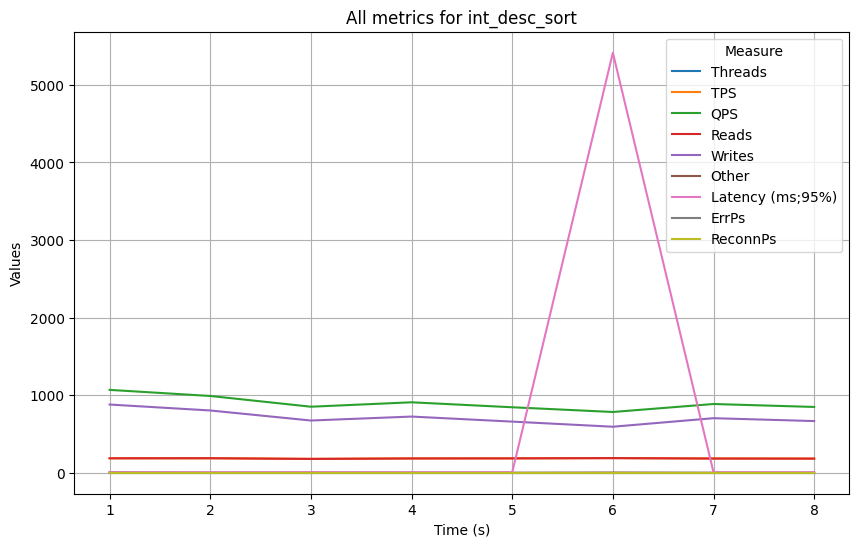 All metrics for int_desc_sort
Measure
Threads
TPS
QPS
Reads
Writes
Other
Latency (ms;95%)
ErrPs
ReconnPs
Values
5000
4000
3000
2000
1000
0
1 2 3 4 5 6 7 8
Time (s)